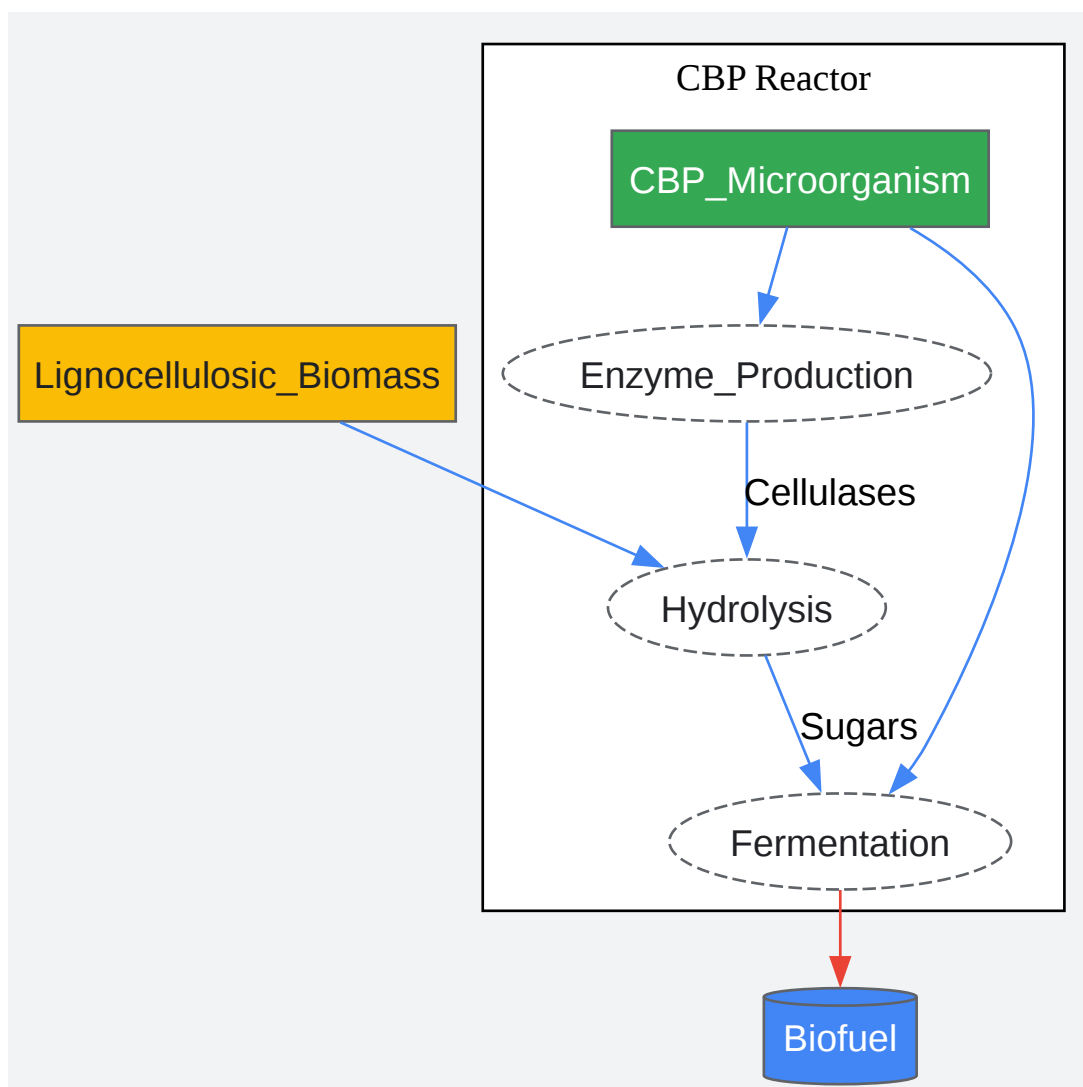 CBP Reactor
CBP_Microorganism
Lignocellulosic_Biomass
Enzyme_Production
Cellulases
Hydrolysis
Sugars
Fermentation
Biofuel